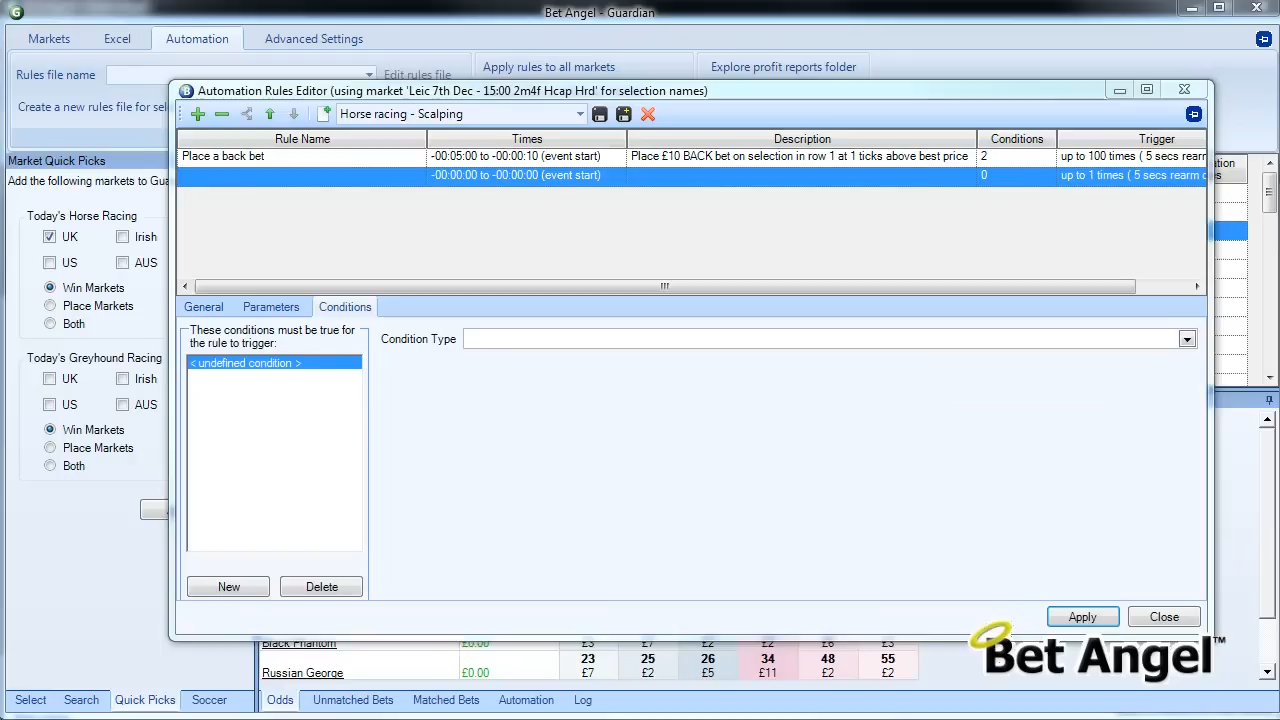 Bet Angel - Guardian
Markets
Excel
Automation
Advanced Settings
Rules file name
Edit rules file
Apply rules to all markets
Explore profit reports folder
Create a new rules file for sel
Automation Rules Editor (using market 'Leic 7th Dec - 15:00 2m4f Hcap Hrd' for selection names)
Horse racing - Scalping
Rule Name
Times
Description
Conditions
Trigger
Place a back bet
-00:05:00 to -00:00:10 (event start)
Place £10 BACK bet on selection in row 1 at 1 ticks above best price
2
up to 100 times ( 5 secs rearm
-00:00:00 to -00:00:00 (event start)
0
up to 1 times ( 5 secs rearm
Market Quick Picks
Add the following markets to Gua
Today's Horse Racing
UK
Irish
US
AUS
Win Markets
Place Markets
Both
Today's Greyhound Racing
UK
Irish
US
AUS
Win Markets
Place Markets
Both
General
Parameters
Conditions
These conditions must be true for
the rule to trigger:
< undefined condition >
Condition Type
New
Delete
Apply
Close
Black Phantom
£0.00
£3
£7
£2
£2
£6
£3
23
25
26
34
48
55
Russian George
£0.00
£7
£2
£5
£11
£2
£2
Bet Angel™
Select
Search
Quick Picks
Soccer
Odds
Unmatched Bets
Matched Bets
Automation
Log